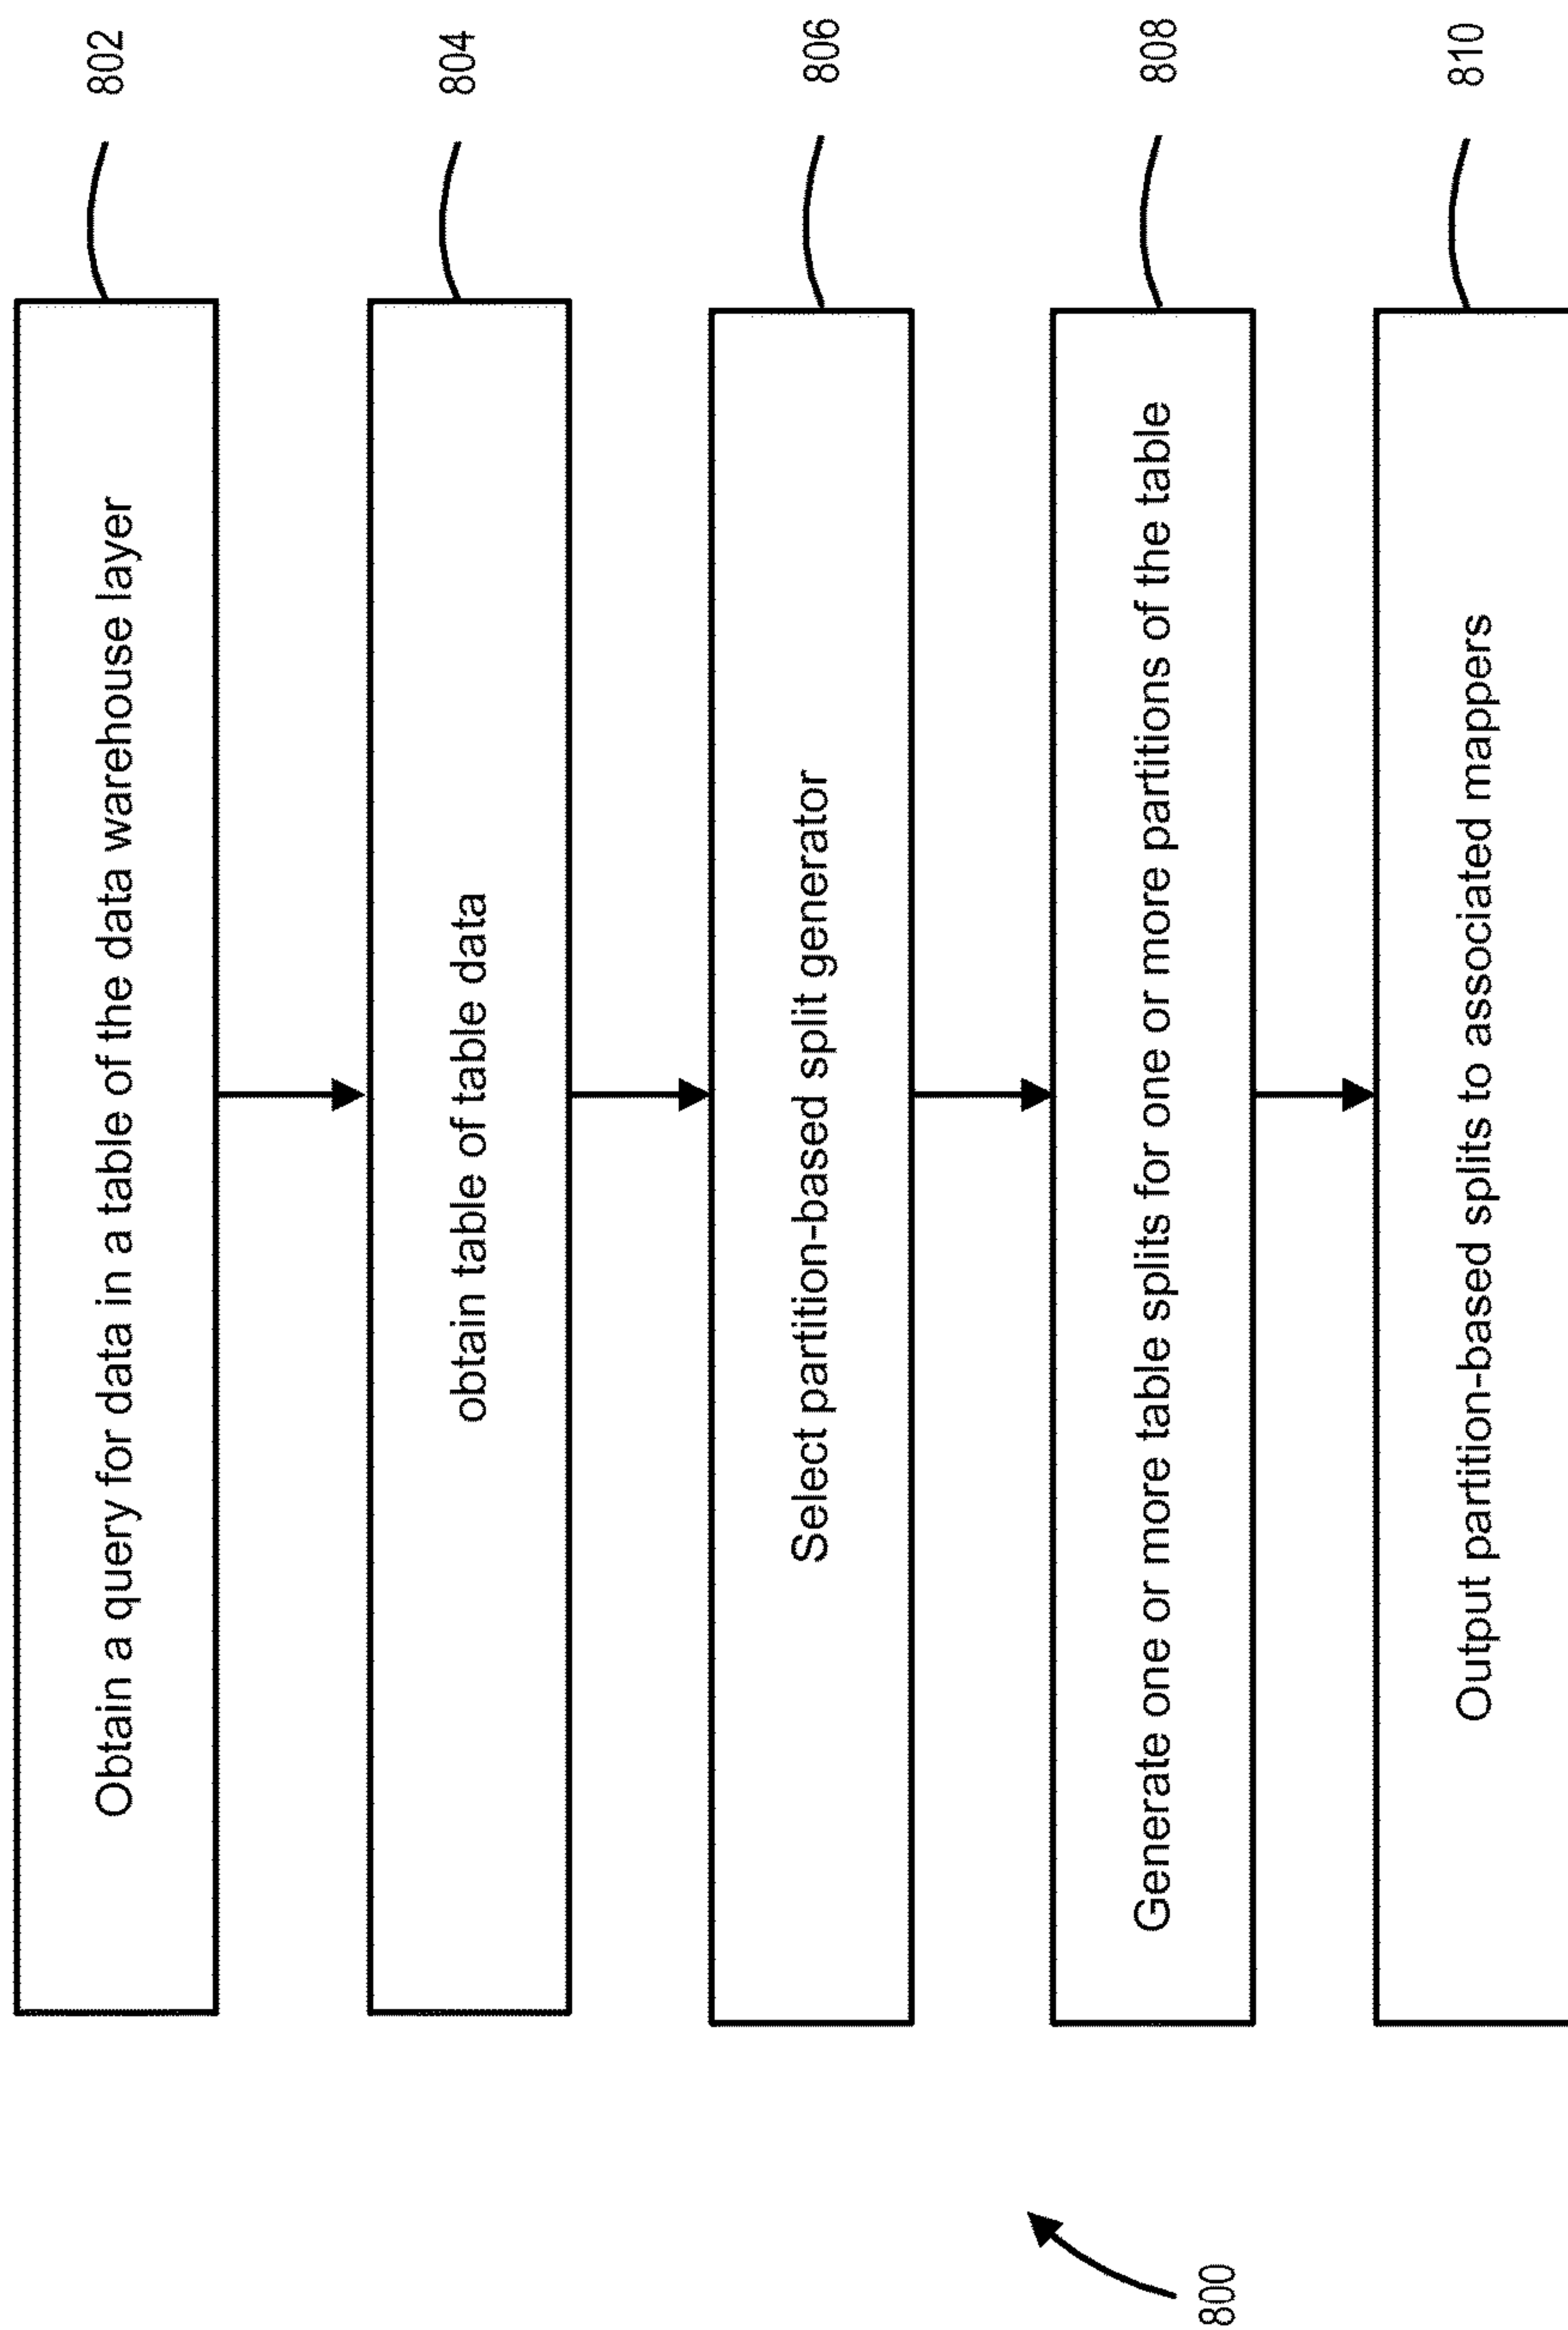 Obtain a query for data in a table of the data warehouse layer
802
obtain table of table data
804
Select partition-based split generator
806
Generate one or more table splits for one or more partitions of the table
808
Output partition-based splits to associated mappers
810
800